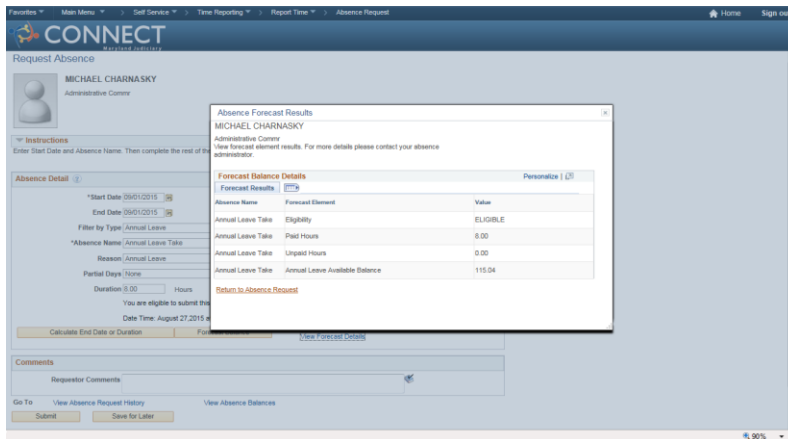 Favorites Main Menu > Self Service > Time Reporting > Report Time > Absence Request
Home Sign ou
CONNECT
Maryland Judiciary
Request Absence
MICHAEL CHARNASKY
Administrative Commr
Instructions
Enter Start Date and Absence Name. Then complete the rest of the
Absence Detail
*Start Date 09/01/2015
End Date 09/01/2015
Filter by Type Annual Leave
*Absence Name Annual Leave Take
Reason Annual Leave
Partial Days None
Duration 8.00 Hours
You are eligible to submit this
Date Time: August 27,2015 a
Calculate End Date or Duration
View Forecast Details
Comments
Requestor Comments
Go To View Absence Request History View Absence Balances
Submit Save for Later
Absence Forecast Results
MICHAEL CHARNASKY
Administrative Commr
View forecast element results. For more details please contact your absence
administrator.
Forecast Balance Details Personalize |
Forecast Results
Absence Name Forecast Element Value
Annual Leave Take Eligibility ELIGIBLE
Annual Leave Take Paid Hours 8.00
Annual Leave Take Unpaid Hours 0.00
Annual Leave Take Annual Leave Available Balance 115.04
Return to Absence Request
90%